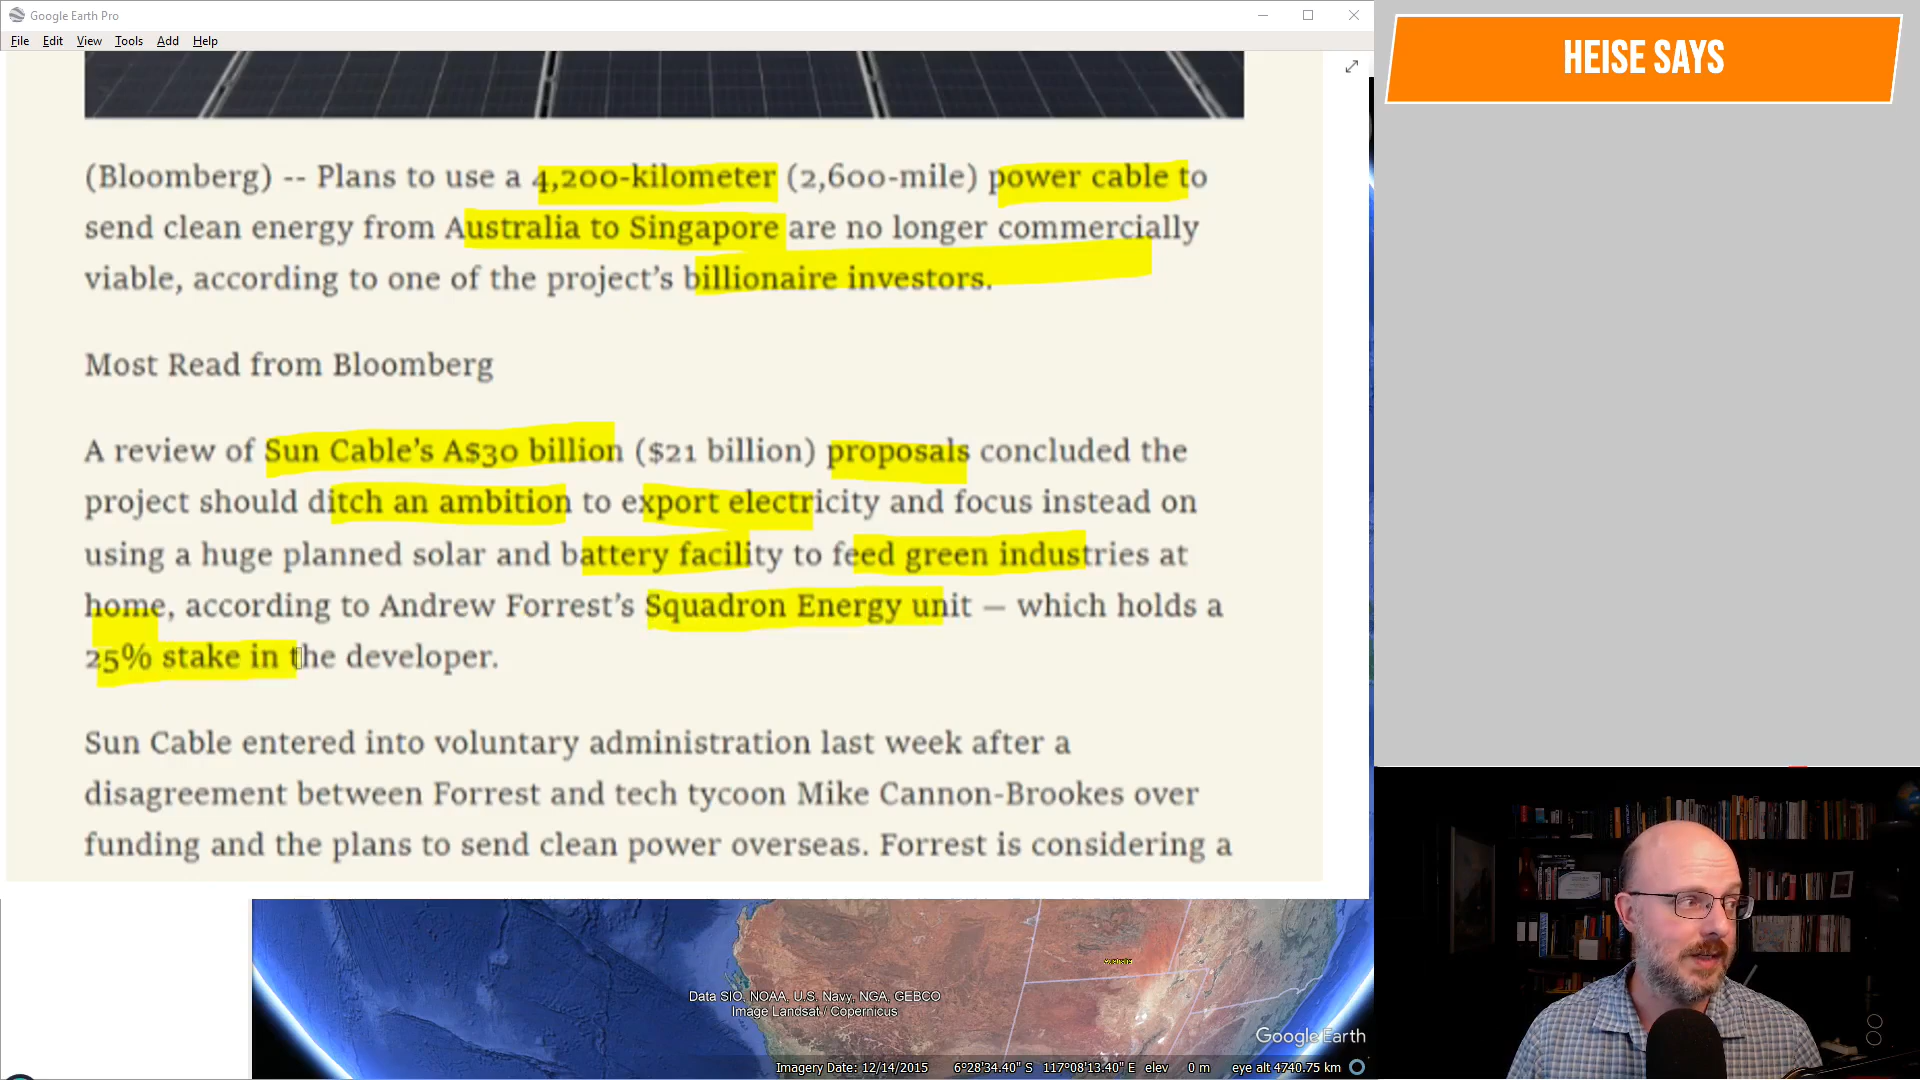 Google Earth Pro
File Edit View Tools Add Help
HEISE SAYS
(Bloomberg) -- Plans to use a 4,200-kilometer (2,600-mile) power cable to
send clean energy from Australia to Singapore are no longer commercially
viable, according to one of the project's billionaire investors.
Most Read from Bloomberg
A review of Sun Cable's A$30 billion ($21 billion) proposals concluded the
project should ditch an ambition to export electricity and focus instead on
using a huge planned solar and battery facility to feed green industries at
home, according to Andrew Forrest's Squadron Energy unit — which holds a
25% stake in the developer.
Sun Cable entered into voluntary administration last week after a
disagreement between Forrest and tech tycoon Mike Cannon-Brookes over
funding and the plans to send clean power overseas. Forrest is considering a
Australia
Data SIO, NOAA, U.S. Navy, NGA, GEBCO
Image Landsat / Copernicus
Google Earth
Imagery Date: 12/14/2015 6°28'34.40" S 117°08'13.40" E elev 0 m eye alt 4740.75 km